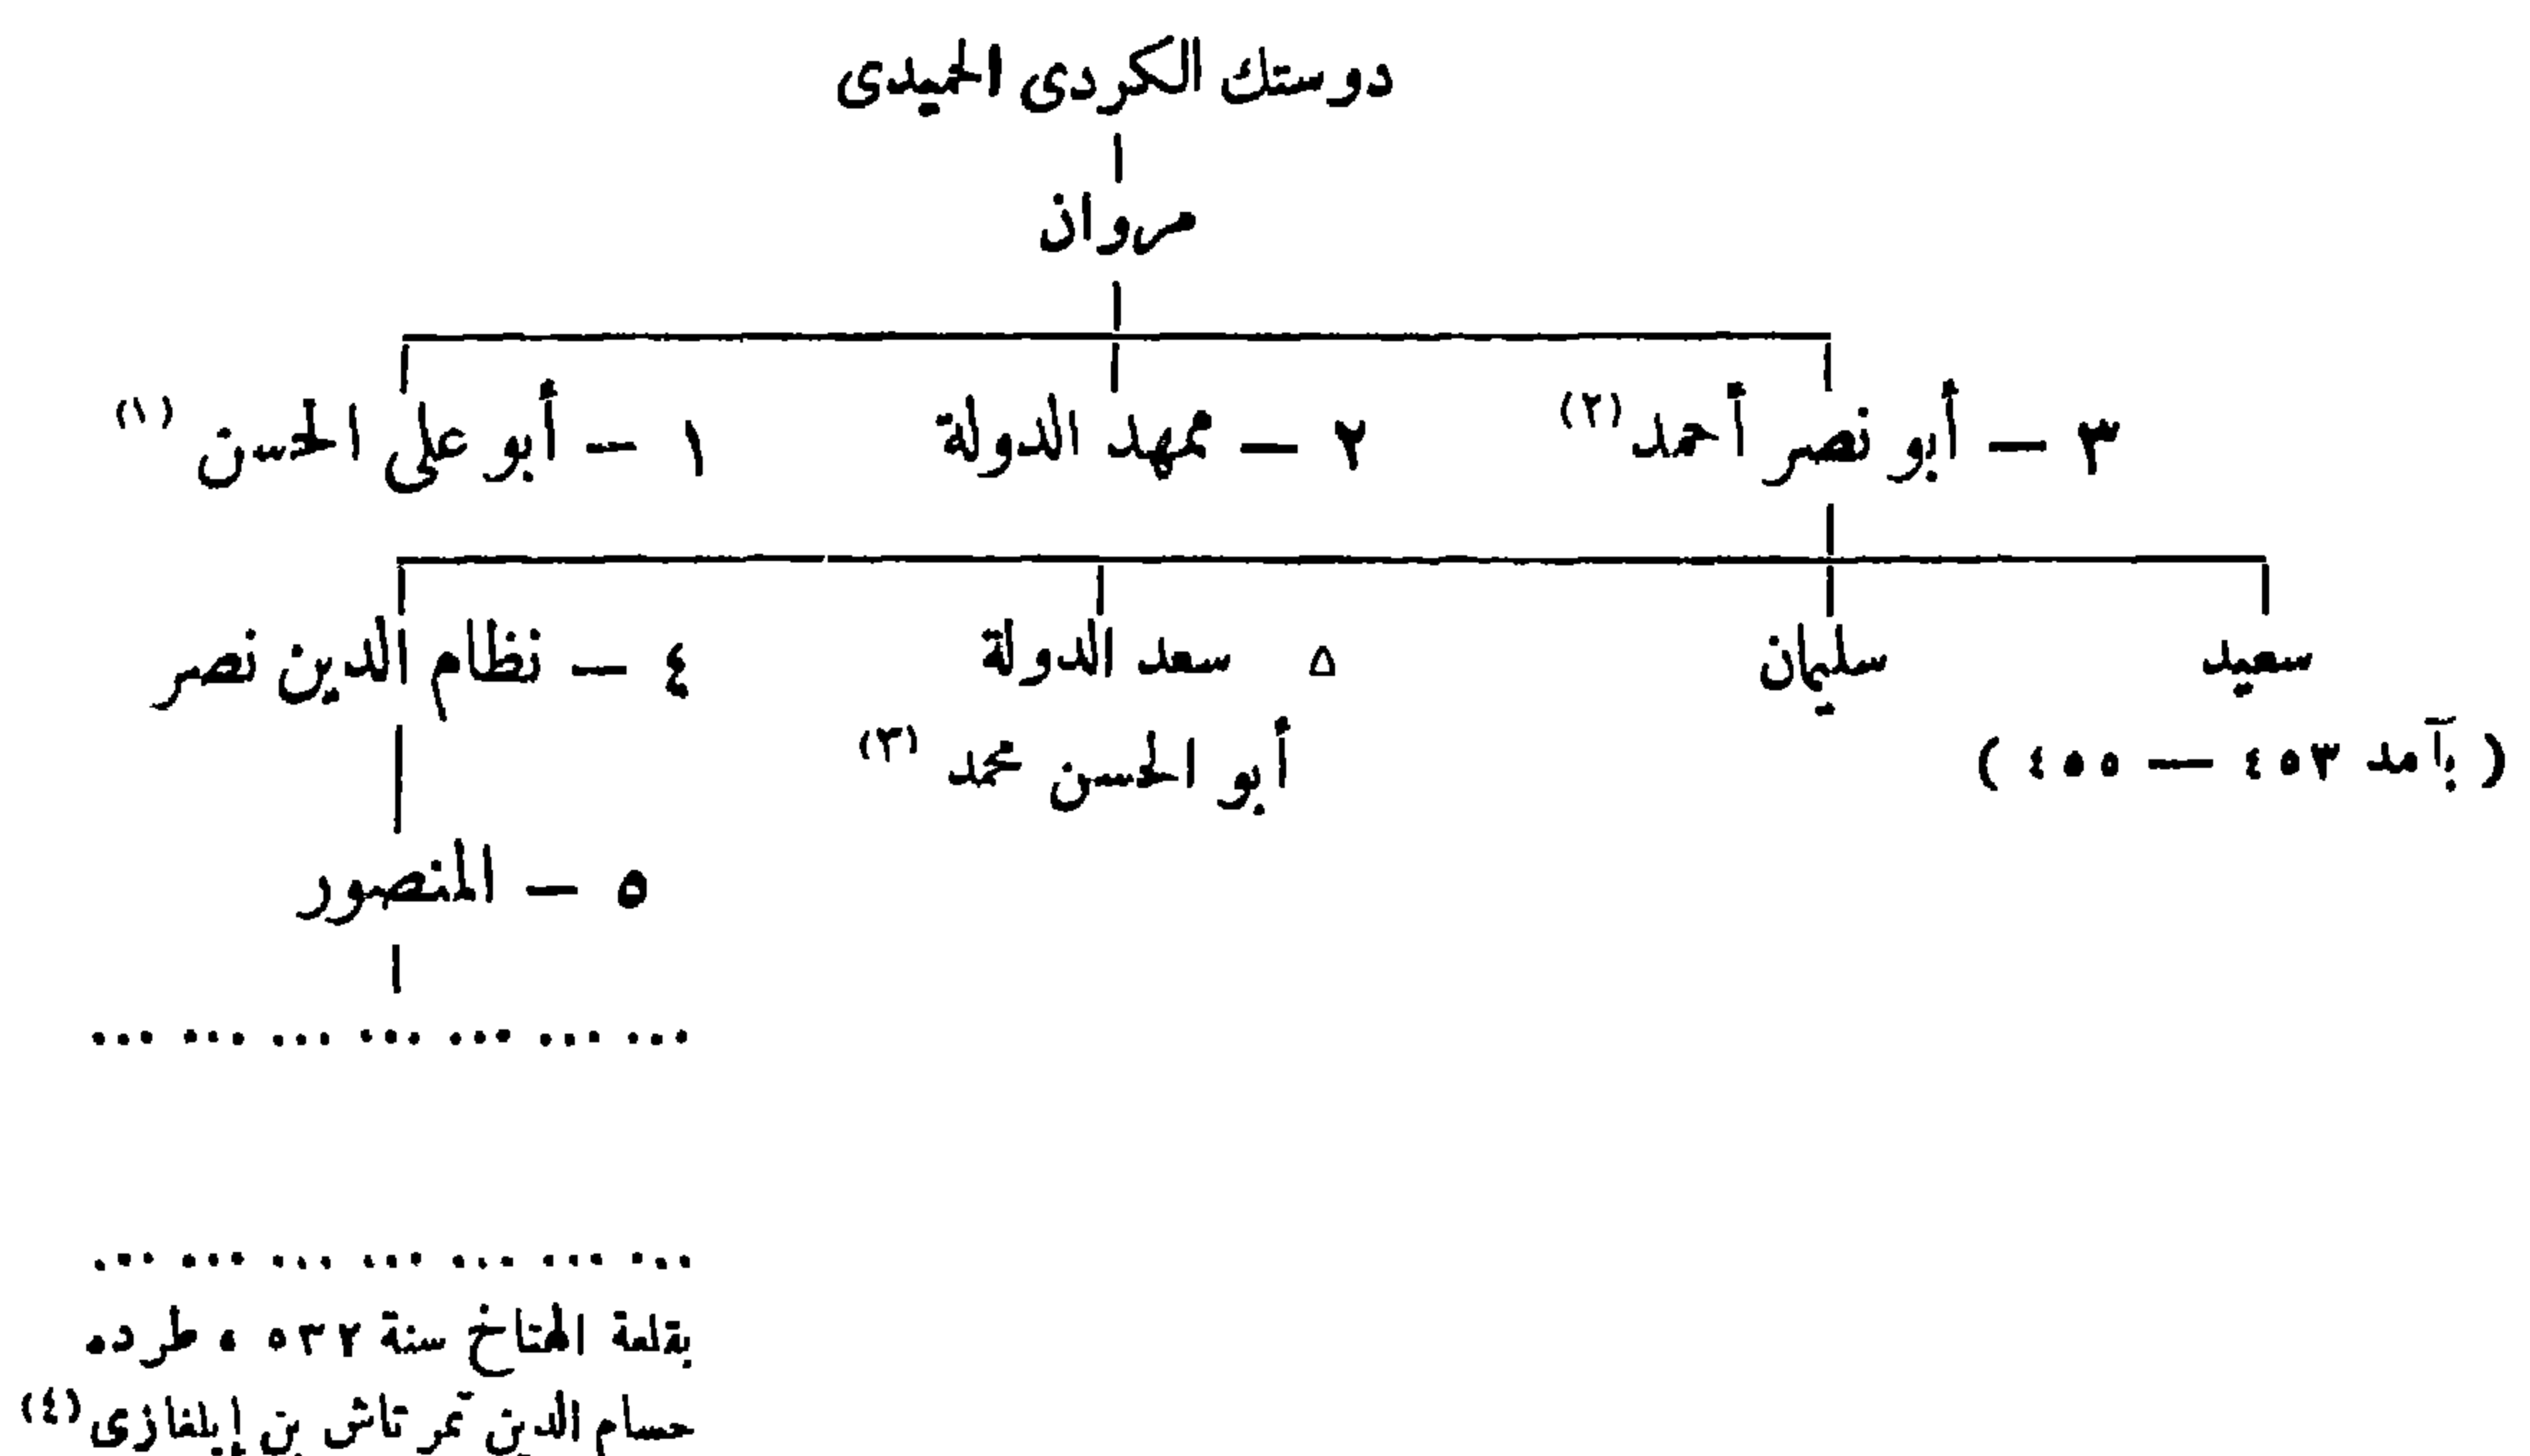 دوستك الكردى الحميدى
مروان
٣ — أبو نصر أحمد (٢)
٢ — ممهد الدولة
١ — أبو على الحسن (١)
سعيد
( بآمد ٤٥٣ — ٤٥٥ )
سليمان
۵ سعد الدولة
أبو الحسن محمد (٣)
٤ — نظام الدين نصر
٥ — المنصور
... ... ... ... ... ... ...
... ... ... ... ... ... ...
بقلعة الهتاخ سنة ٥٣٢ ، طرده
حسام الدين تمرتاش بن إيلغازى (٤)